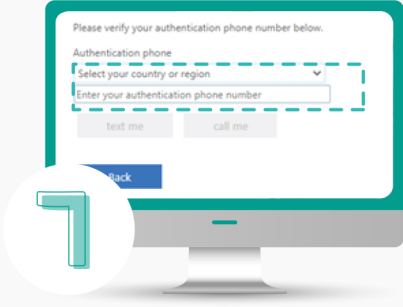 Please verify your authentication phone number below.
Authentication phone
Select your country or region
Enter your authentication phone number
text me call me
Back
7